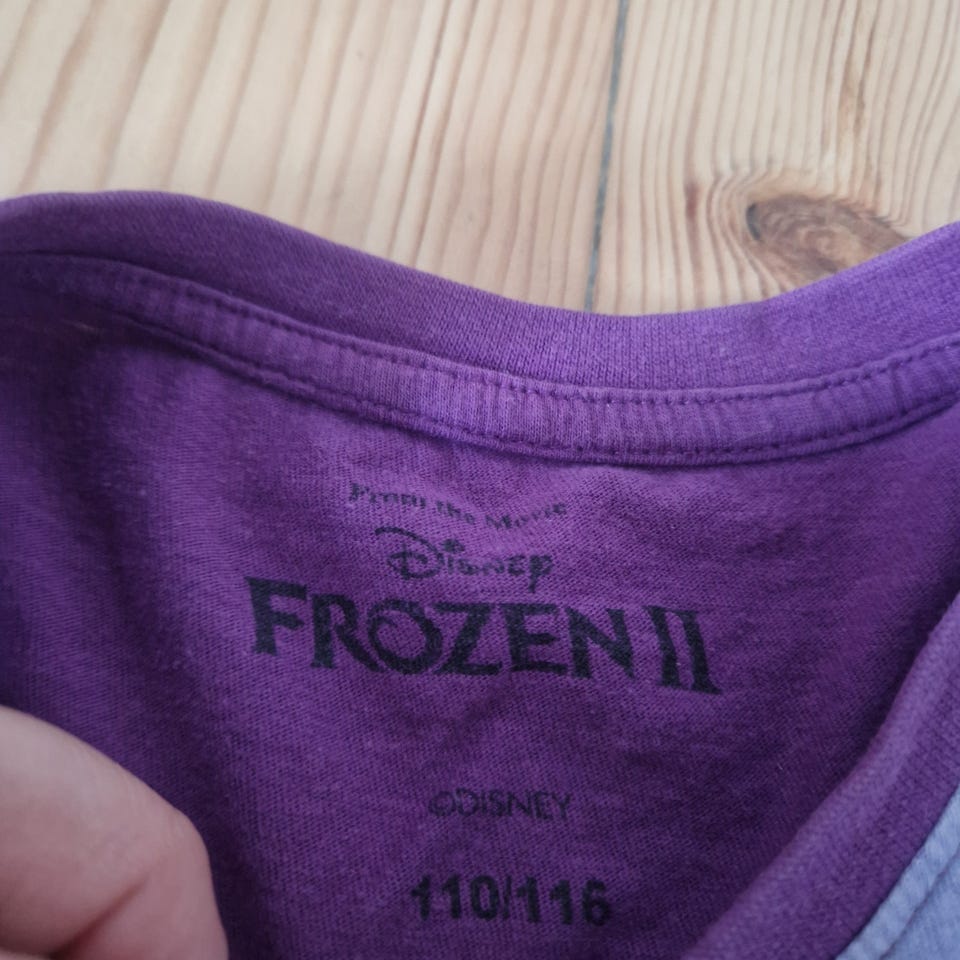 From the Movie
Disney
FROZEN II
©DISNEY
110/116